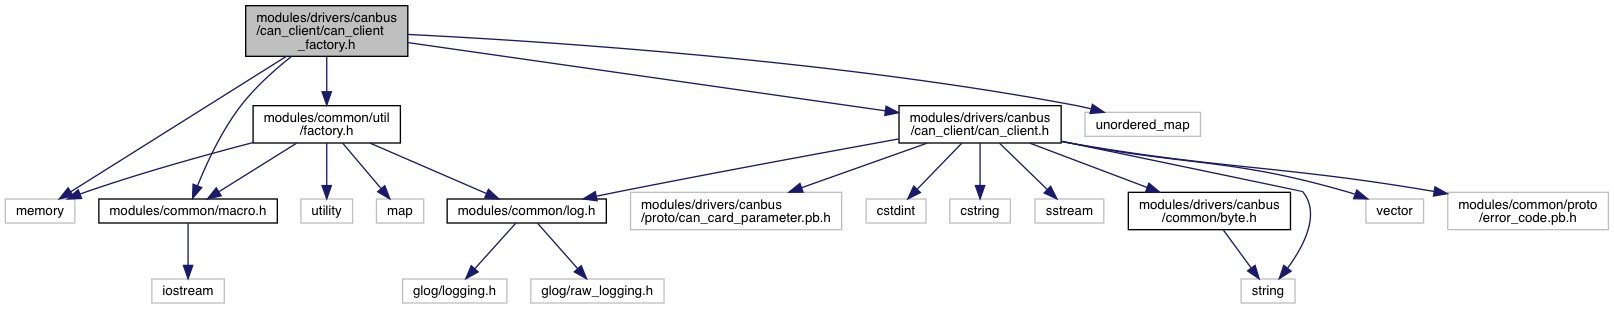 modules/drivers/canbus
/can_client/can_client
_factory.h
modules/common/util
/factory.h
modules/drivers/canbus
/can_client/can_client.h
unordered_map
memory
modules/common/macro.h
utility
map
modules/common/log.h
modules/drivers/canbus
/proto/can_card_parameter.pb.h
cstdint
cstring
sstream
modules/drivers/canbus
/common/byte.h
vector
modules/common/proto
/error_code.pb.h
iostream
glog/logging.h
glog/raw_logging.h
string